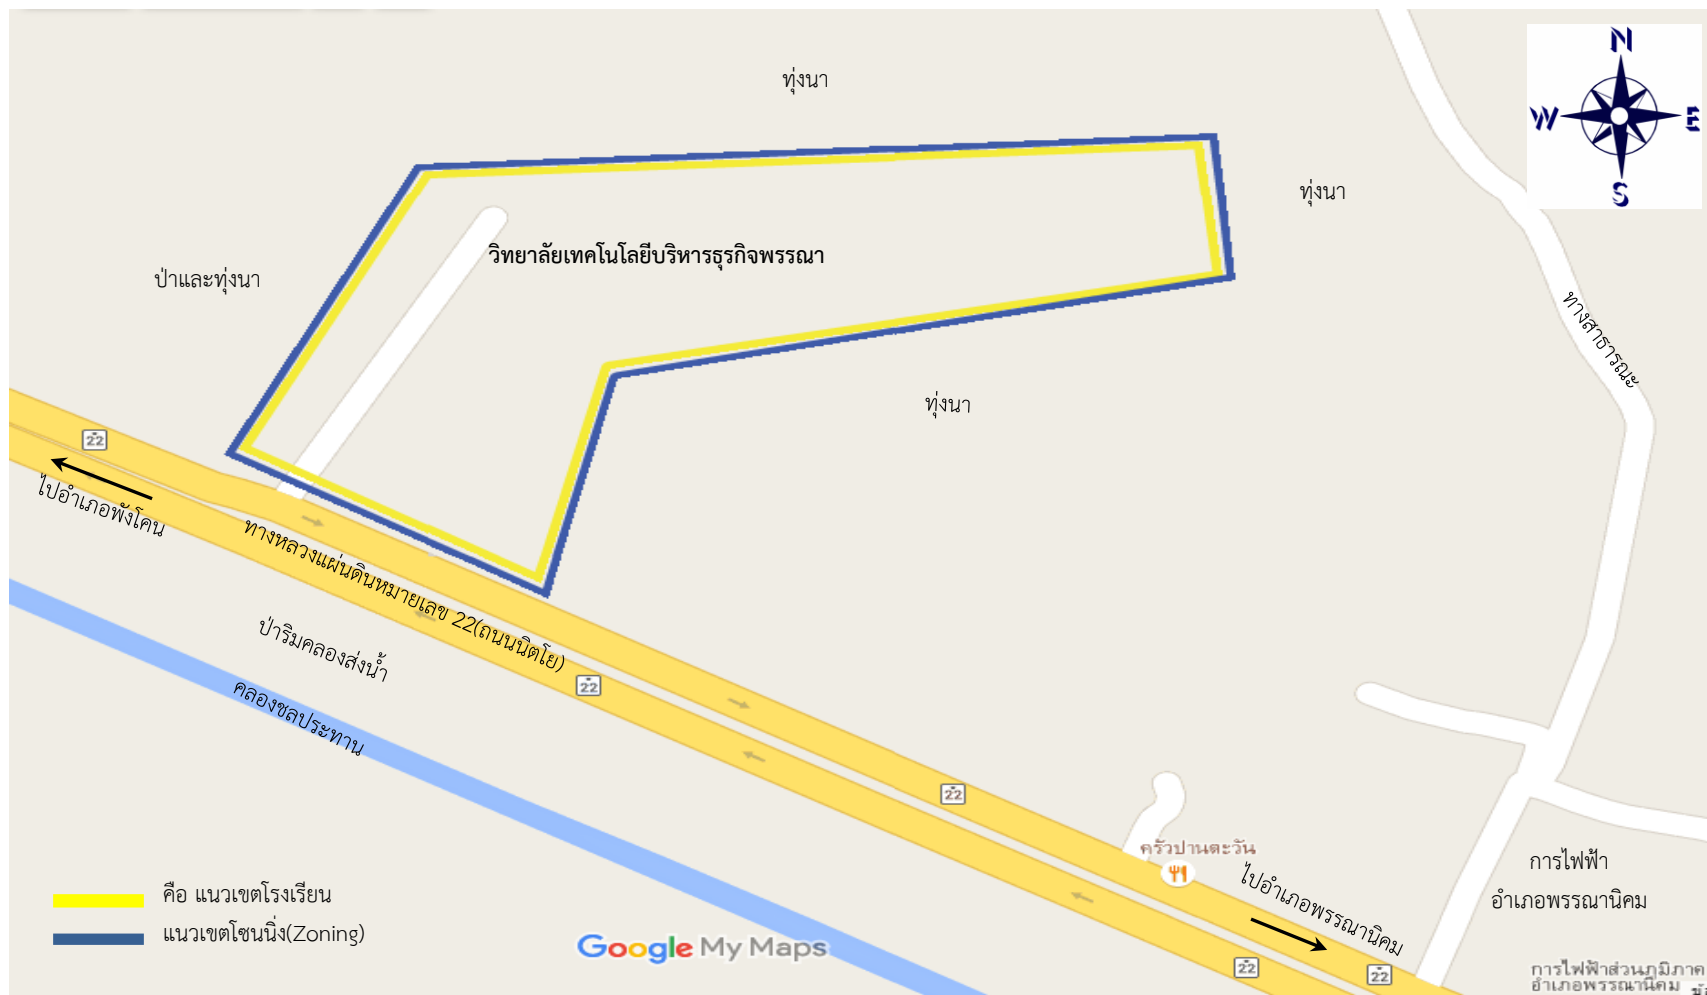 N
ทุ่งนา
W
E
ทุ่งนา
S
วิทยาลัยเทคโนโลยีบริหารธุรกิจพรรณา
ป่าและทุ่งนา
ทางสาธารณะ
ทุ่งนา
22
ไปอำเภอพังโคน
ทางหลวงแผ่นดินหมายเลข 22(ถนนนิตโย)
ป่าริมคลองส่งน้ำ
22
คลองชลประทาน
22
ครัวปานตะวัน
ไปอำเภอพรรณานิคม
การไฟฟ้า
อำเภอพรรณานิคม
คือ แนวเขตโรงเรียน
แนวเขตโซนนิ่ง(Zoning)
Google My Maps
22
22
การไฟฟ้าส่วนภูมิภาค
อำเภอพรรณานิคม